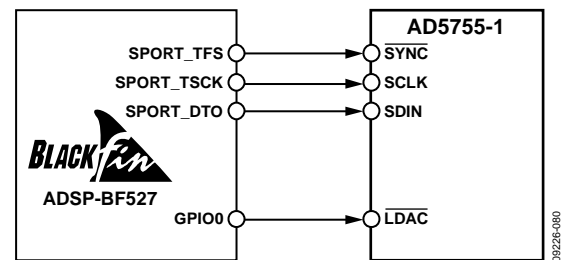 AD5755-1
SPORT_TFS SYNC
SPORT_TSCK SCLK
SPORT_DTO SDIN
BLACKfin
ADSP-BF527
GPIO0 LDAC
09226-080